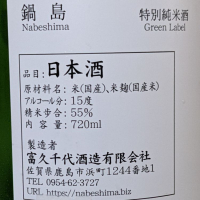 鍋島
Nabeshima
特別純米酒
Green Label
品目:日本酒
原材料名:米(国産)、米麹(国産米)
アルコール分:15度
精米歩合:55%
内容量:720ml
製造者
富久千代酒造有限会社
佐賀県鹿島市浜町1244番地1
TEL 0954-62-3727
URL https://nabeshima.biz